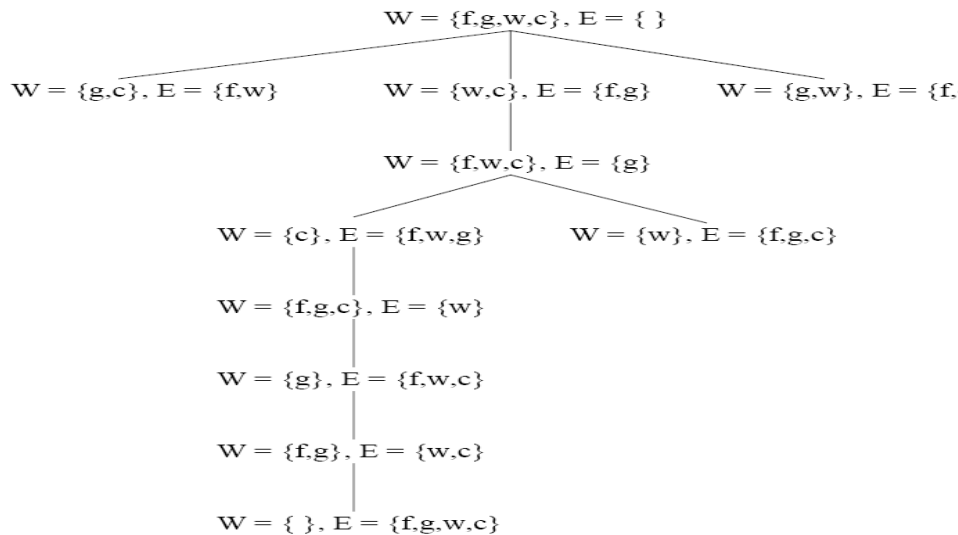 W = {f,g,w,c}, E = { }
W = {g,c}, E = {f,w} W = {w,c}, E = {f,g} W = {g,w}, E = {f,
W = {f,w,c}, E = {g}
W = {c}, E = {f,w,g} W = {w}, E = {f,g,c}
W = {f,g,c}, E = {w}
W = {g}, E = {f,w,c}
W = {f,g}, E = {w,c}
W = { }, E = {f,g,w,c}